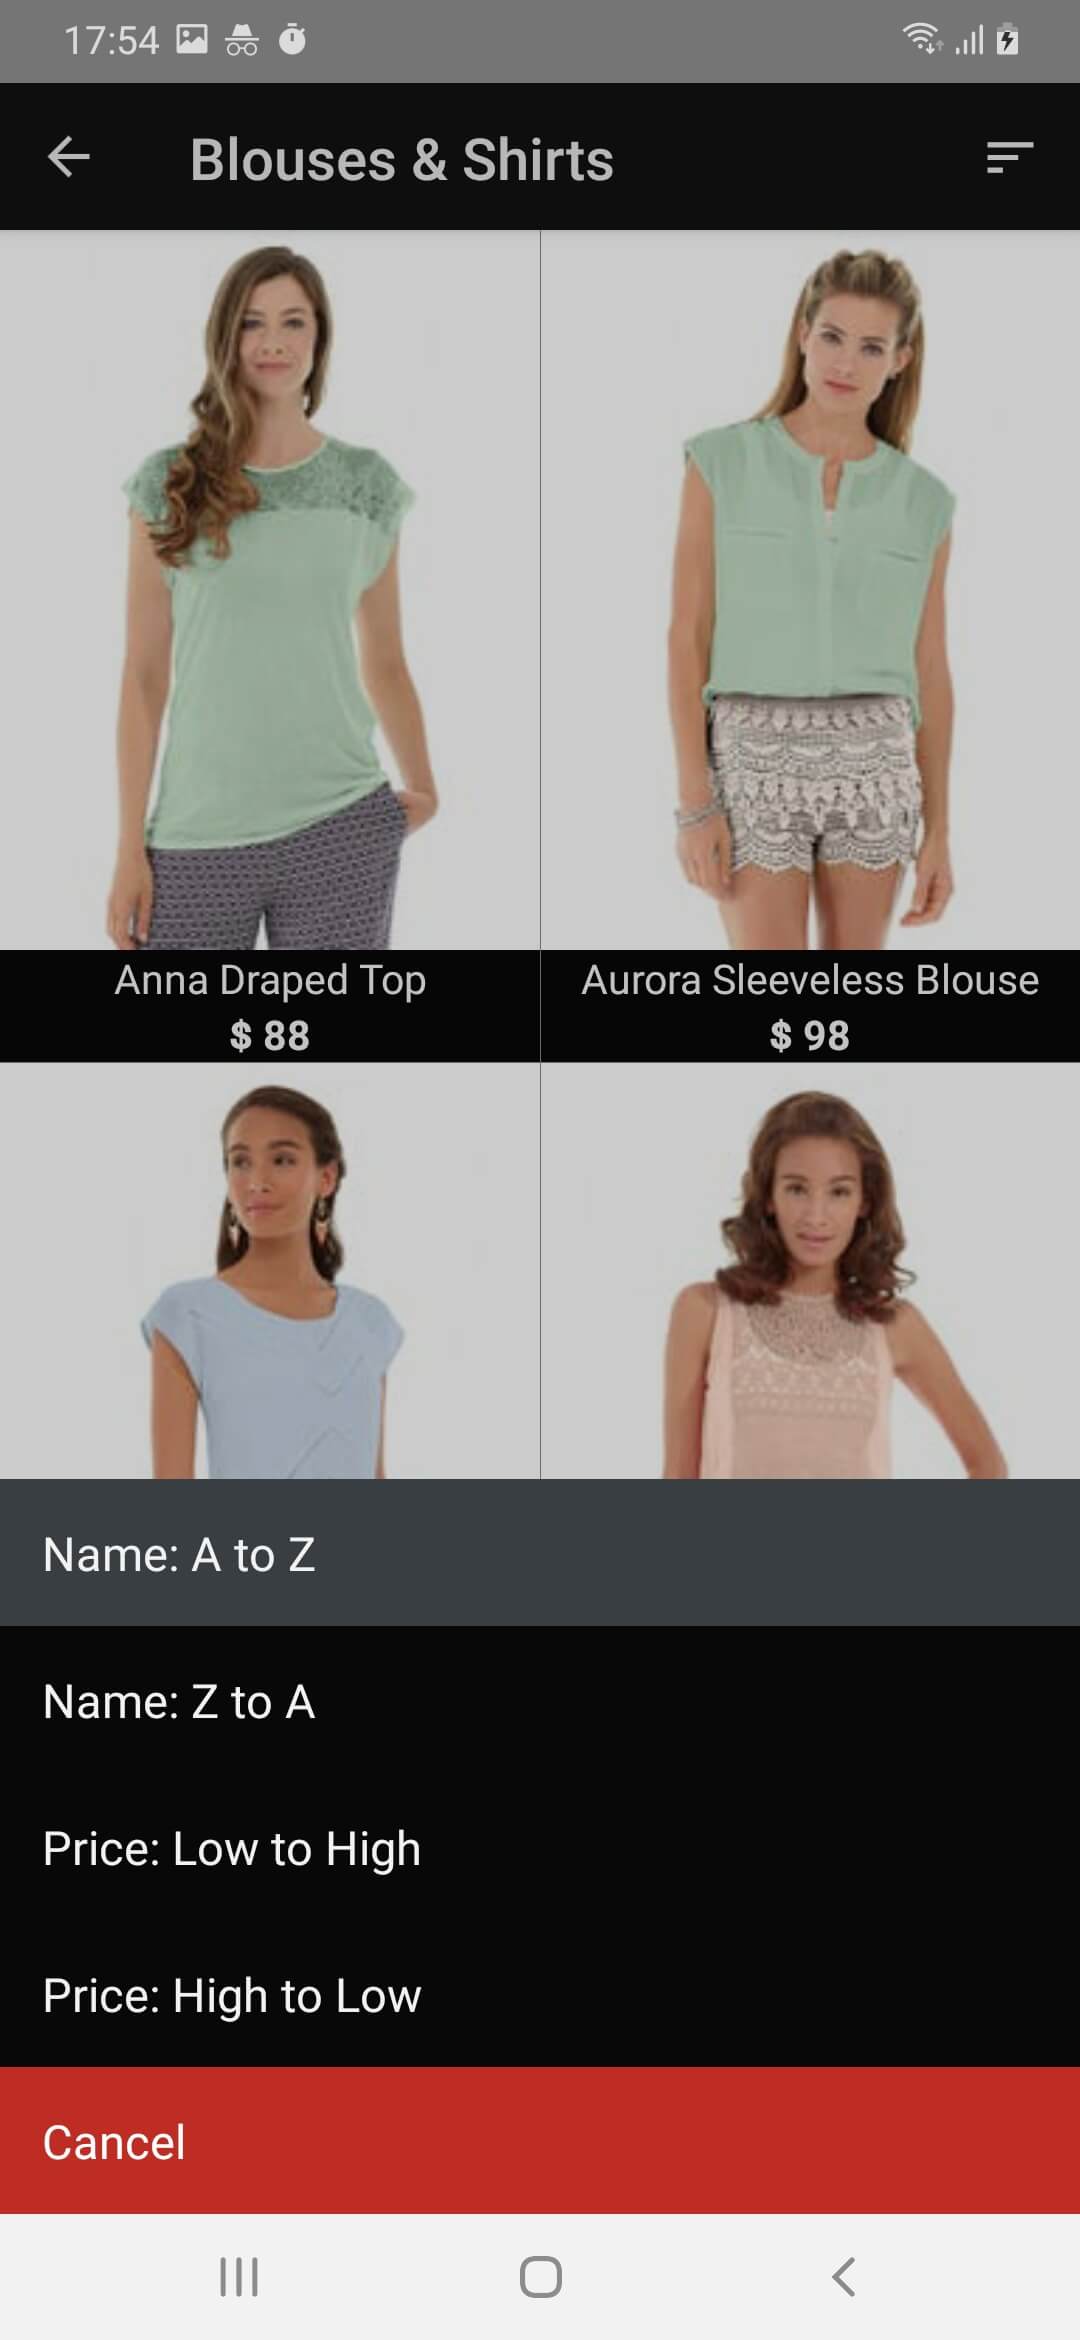 17:54
Blouses & Shirts
Anna Draped Top
$ 88
Aurora Sleeveless Blouse
$ 98
Name: A to Z
Name: Z to A
Price: Low to High
Price: High to Low
Cancel